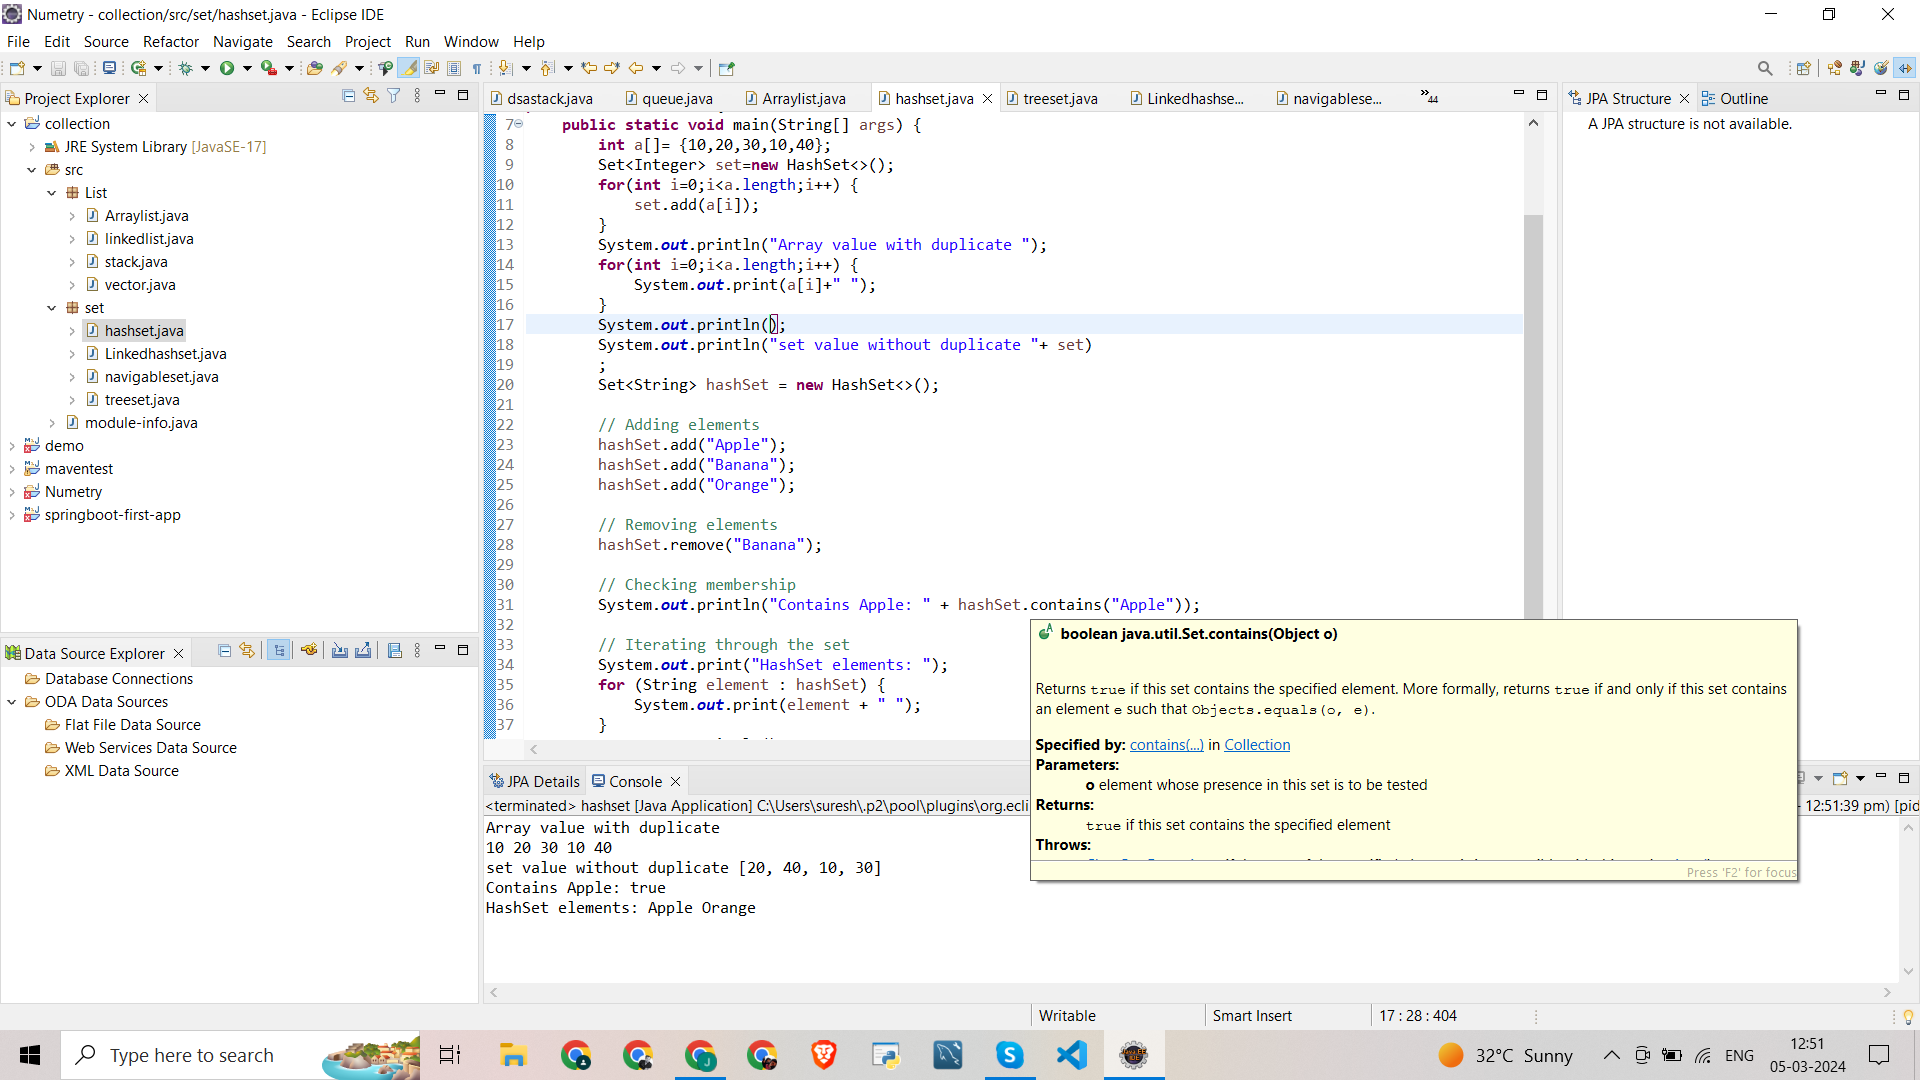 Numetry - collection/src/set/hashset.java - Eclipse IDE
File Edit Source Refactor Navigate Search Project Run Window Help
Project Explorer
collection
JRE System Library [JavaSE-17]
src
List
Arraylist.java
linkedlist.java
stack.java
vector.java
set
hashset.java
Linkedhashset.java
navigableset.java
treeset.java
module-info.java
demo
maventest
Numetry
springboot-first-app
Data Source Explorer
Database Connections
ODA Data Sources
Flat File Data Source
Web Services Data Source
XML Data Source
dsastack.java queue.java Arraylist.java hashset.java treeset.java Linkedhashse... navigablese... »44
7 public static void main(String[] args) {
8 int a[]= {10,20,30,10,40};
9 Set<Integer> set=new HashSet<>();
10 for(int i=0;i<a.length;i++) {
11 set.add(a[i]);
12 }
13 System.out.println("Array value with duplicate ");
14 for(int i=0;i<a.length;i++) {
15 System.out.print(a[i]+" ");
16 }
17 System.out.println();
18 System.out.println("set value without duplicate "+ set)
19 ;
20 Set<String> hashSet = new HashSet<>();
21
22 // Adding elements
23 hashSet.add("Apple");
24 hashSet.add("Banana");
25 hashSet.add("Orange");
26
27 // Removing elements
28 hashSet.remove("Banana");
29
30 // Checking membership
31 System.out.println("Contains Apple: " + hashSet.contains("Apple"));
32
33 // Iterating through the set
34 System.out.print("HashSet elements: ");
35 for (String element : hashSet) {
36 System.out.print(element + " ");
37 }
boolean java.util.Set.contains(Object o)
Returns true if this set contains the specified element. More formally, returns true if and only if this set contains
an element e such that Objects.equals(o, e).
Specified by: contains(...) in Collection
Parameters:
o element whose presence in this set is to be tested
Returns:
true if this set contains the specified element
Throws:
Press 'F2' for focus
JPA Structure Outline
A JPA structure is not available.
JPA Details Console
<terminated> hashset [Java Application] C:\Users\suresh\.p2\pool\plugins\org.ecli
- 12:51:39 pm) [pid
Array value with duplicate
10 20 30 10 40
set value without duplicate [20, 40, 10, 30]
Contains Apple: true
HashSet elements: Apple Orange
Writable Smart Insert 17 : 28 : 404
Type here to search
32°C Sunny
ENG
12:51
05-03-2024